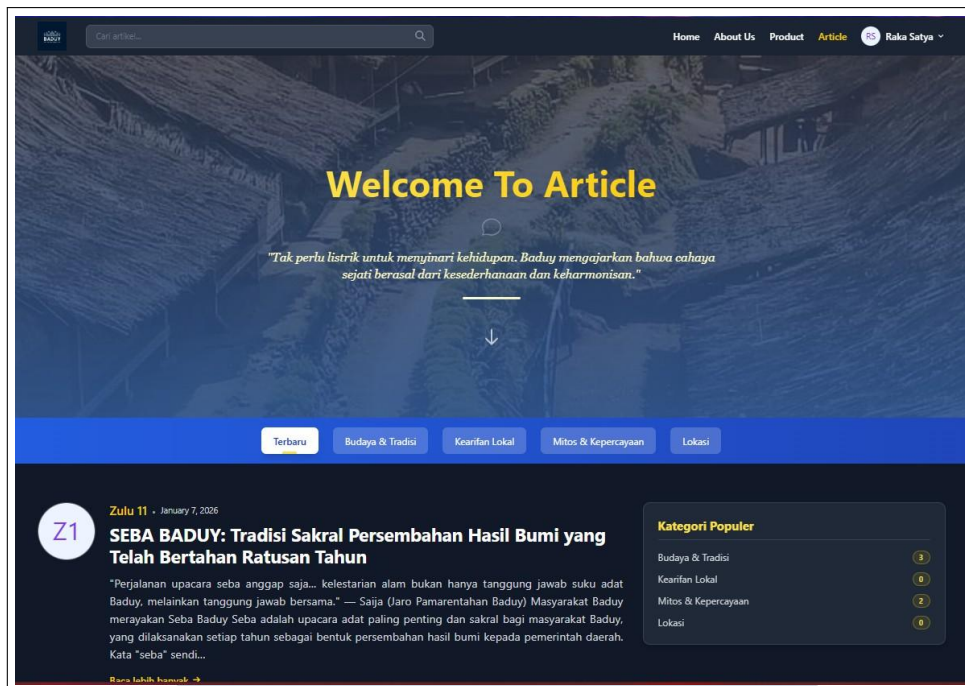 BADUY
Cari artikel...
Home About Us Product Article RS Raka Satya
Welcome To Article
"Tak perlu listrik untuk menyinari kehidupan. Baduy mengajarkan bahwa cahaya
sejati berasal dari kesederhanaan dan keharmonisan."
Terbaru Budaya & Tradisi Kearifan Lokal Mitos & Kepercayaan Lokasi
Z1
Zulu 11 • January 7, 2026
SEBA BADUY: Tradisi Sakral Persembahan Hasil Bumi yang
Telah Bertahan Ratusan Tahun
"Perjalanan upacara seba anggap saja... kelestarian alam bukan hanya tanggung jawab suku adat
Baduy, melainkan tanggung jawab bersama." — Saija (Jaro Pamarentahan Baduy) Masyarakat Baduy
merayakan Seba Baduy Seba adalah upacara adat paling penting dan sakral bagi masyarakat Baduy,
yang dilaksanakan setiap tahun sebagai bentuk persembahan hasil bumi kepada pemerintah daerah.
Kata "seba" sendi...
Baca lebih banyak →
Kategori Populer
Budaya & Tradisi 3
Kearifan Lokal 0
Mitos & Kepercayaan 2
Lokasi 0